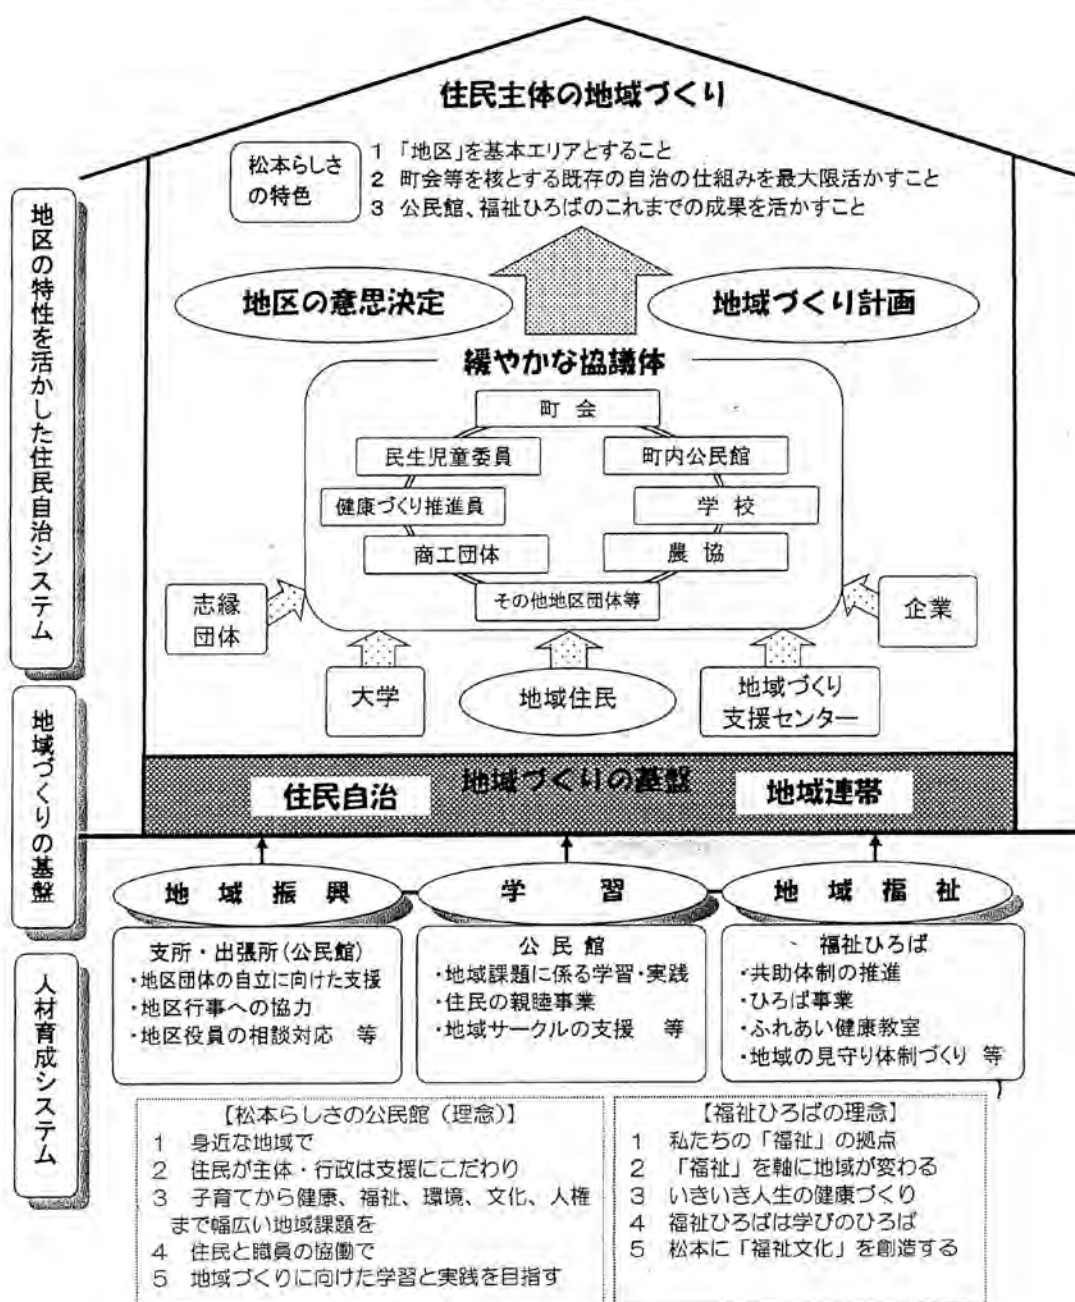 住民主体の地域づくり
松本らしさ
の特色
1 「地区」を基本エリアとすること
2 町会等を核とする既存の自治の仕組みを最大限活かすこと
3 公民館、福祉ひろばのこれまでの成果を活かすこと
地区の特性を活かした住民自治システム
地区の意思決定
地域づくり計画
緩やかな協議体
町 会
民生児童委員
町内公民館
健康づくり推進員
学 校
商工団体
農 協
その他地区団体等
志縁
団体
企業
大学
地域住民
地域づくり
支援センター
地域づくりの基盤
住民自治
地域づくりの基盤
地域連帯
地 域 振 興
学 習
地 域 福 祉
人材育成システム
支所・出張所(公民館)
・地区団体の自立に向けた支援
・地区行事への協力
・地区役員の相談対応 等
公 民 館
・地域課題に係る学習・実践
・住民の親睦事業
・地域サークルの支援 等
福祉ひろば
・共助体制の推進
・ひろば事業
・ふれあい健康教室
・地域の見守り体制づくり 等
【松本らしさの公民館(理念)】
1 身近な地域で
2 住民が主体・行政は支援にこだわり
3 子育てから健康、福祉、環境、文化、人権
まで幅広い地域課題を
4 住民と職員の協働で
5 地域づくりに向けた学習と実践を目指す
【福祉ひろばの理念】
1 私たちの「福祉」の拠点
2 「福祉」を軸に地域が変わる
3 いきいき人生の健康づくり
4 福祉ひろばは学びのひろば
5 松本に「福祉文化」を創造する